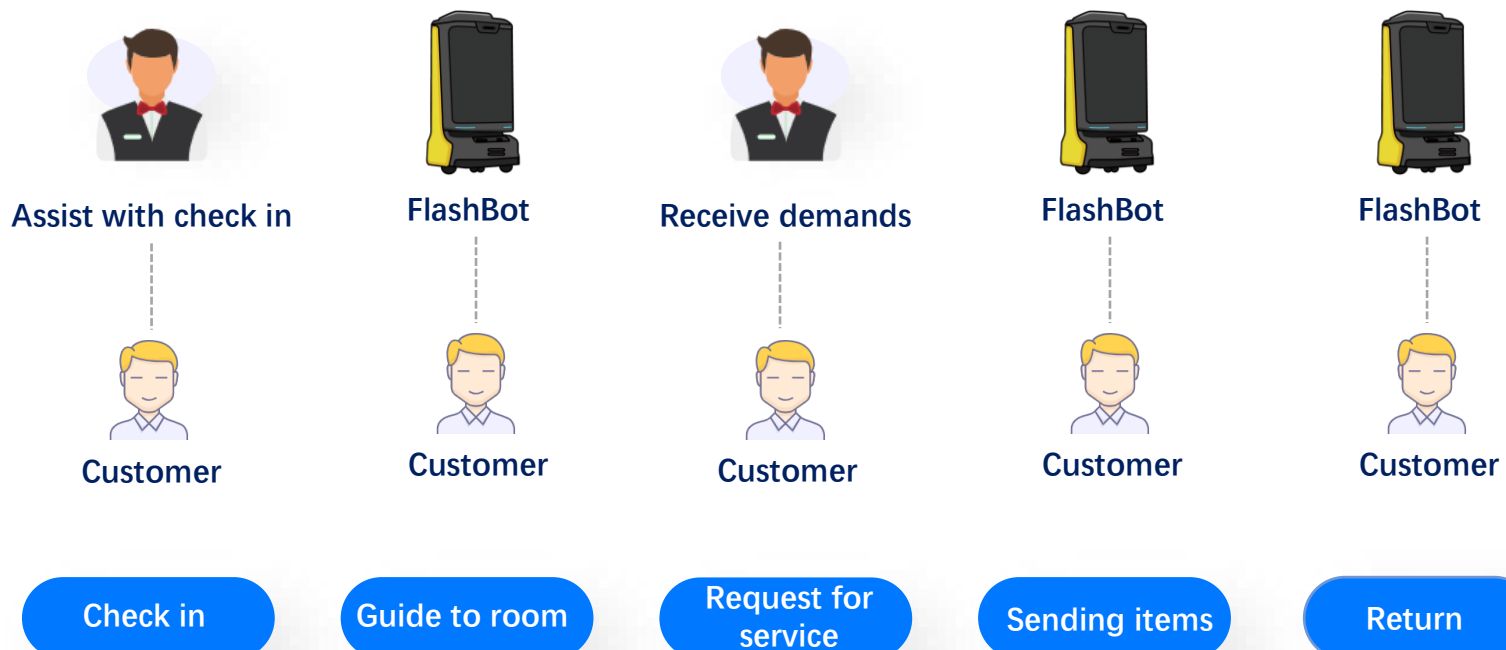 Assist with check in
FlashBot
Receive demands
FlashBot
FlashBot
Customer
Customer
Customer
Customer
Customer
Check in
Guide to room
Request for
service
Sending items
Return